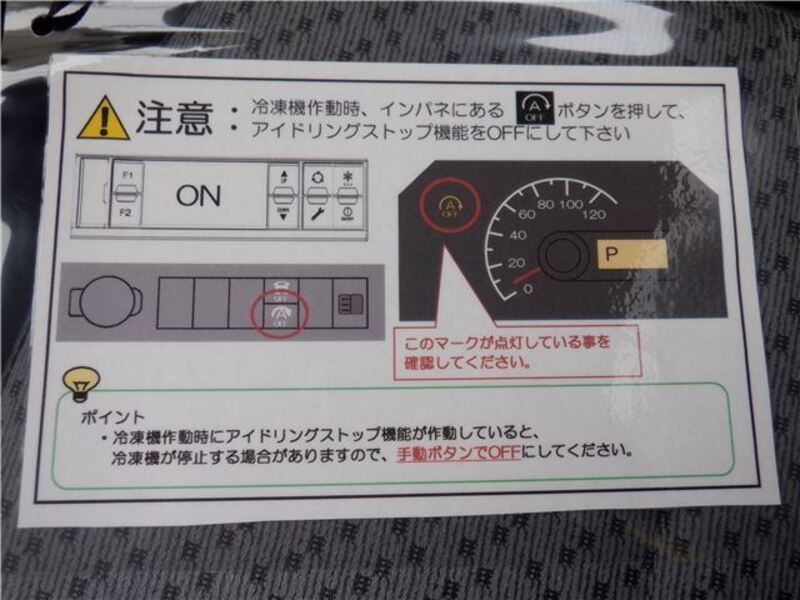 注意：冷凍機作動時、インパネにある A OFF ボタンを押して、
アイドリングストップ機能をOFFにして下さい
F1
F2
ON
UP
DOWN
A
OFF
0
20
40
60
80
100
120
P
OFF
A
OFF
このマークが点灯している事を
確認してください。
ポイント
・冷凍機作動時にアイドリングストップ機能が作動していると、
冷凍機が停止する場合がありますので、手動ボタンでOFFにしてください。